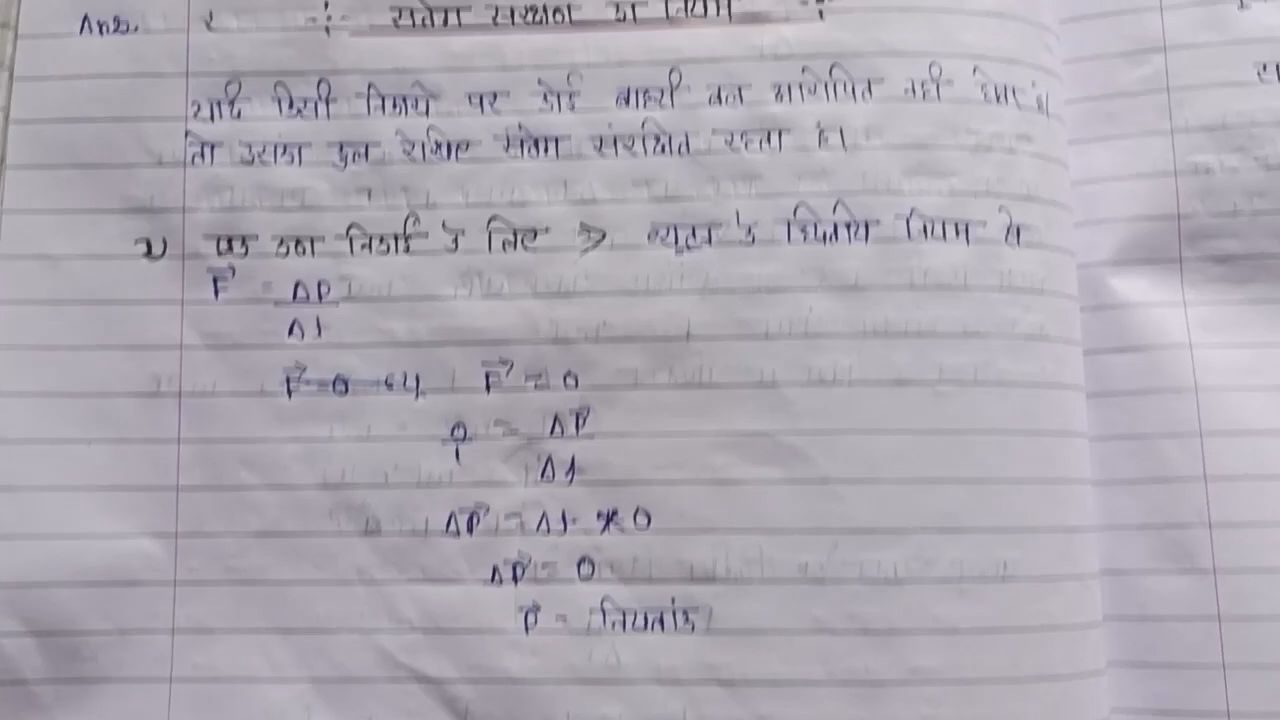 Ans. र -:- संवेग संरक्षण का नियम -:-
यदि किसी निकाये पर कोई बाहरी बल आरोपित नही होता है।
तो उसका कुल रेखिए संवेग संरक्षित रहता है।
एक कण निकाई के लिए => न्यूटन के द्वितीय नियम से
F⃗ = ΔP
Δt
F⃗ = 0 F⃗ = 0
0/1 = ΔP⃗
Δt
ΔP⃗ = Δt × 0
ΔP⃗ = 0
P⃗ = नियतांक